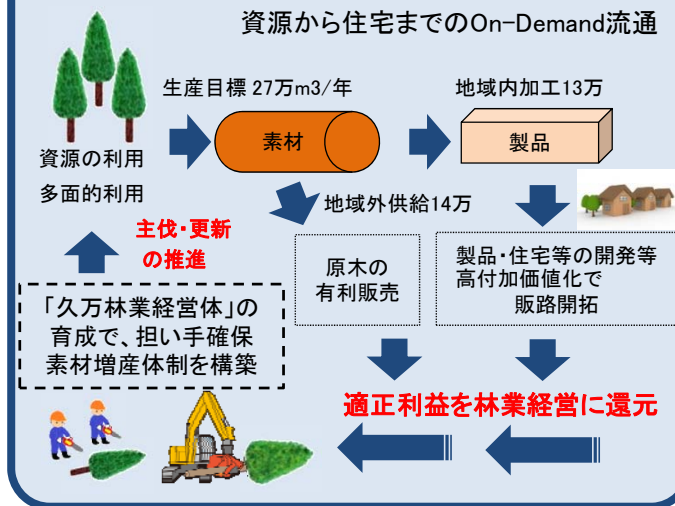 資源から住宅までのOn-Demand流通
生産目標 27万m3/年
地域内加工13万
素材
製品
資源の利用
多面的利用
地域外供給14万
主伐・更新
の推進
原木の
有利販売
製品・住宅等の開発等
高付加価値化で
販路開拓
「久万林業経営体」の
育成で、担い手確保
素材増産体制を構築
適正利益を林業経営に還元